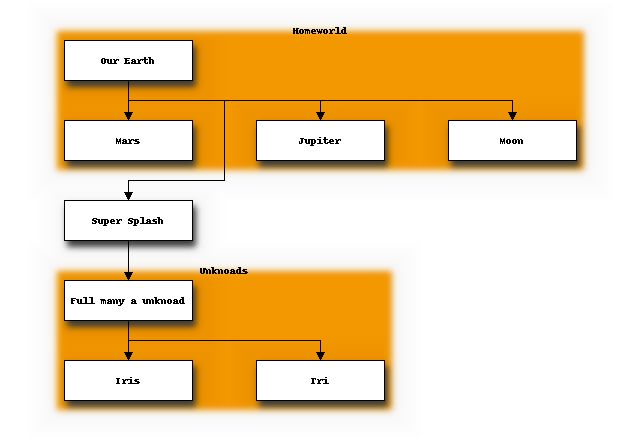 Homeworld
Our Earth
Mars
Jupiter
Moon
Super Splash
Unknoads
Full many a unknoad
Iris
Tri